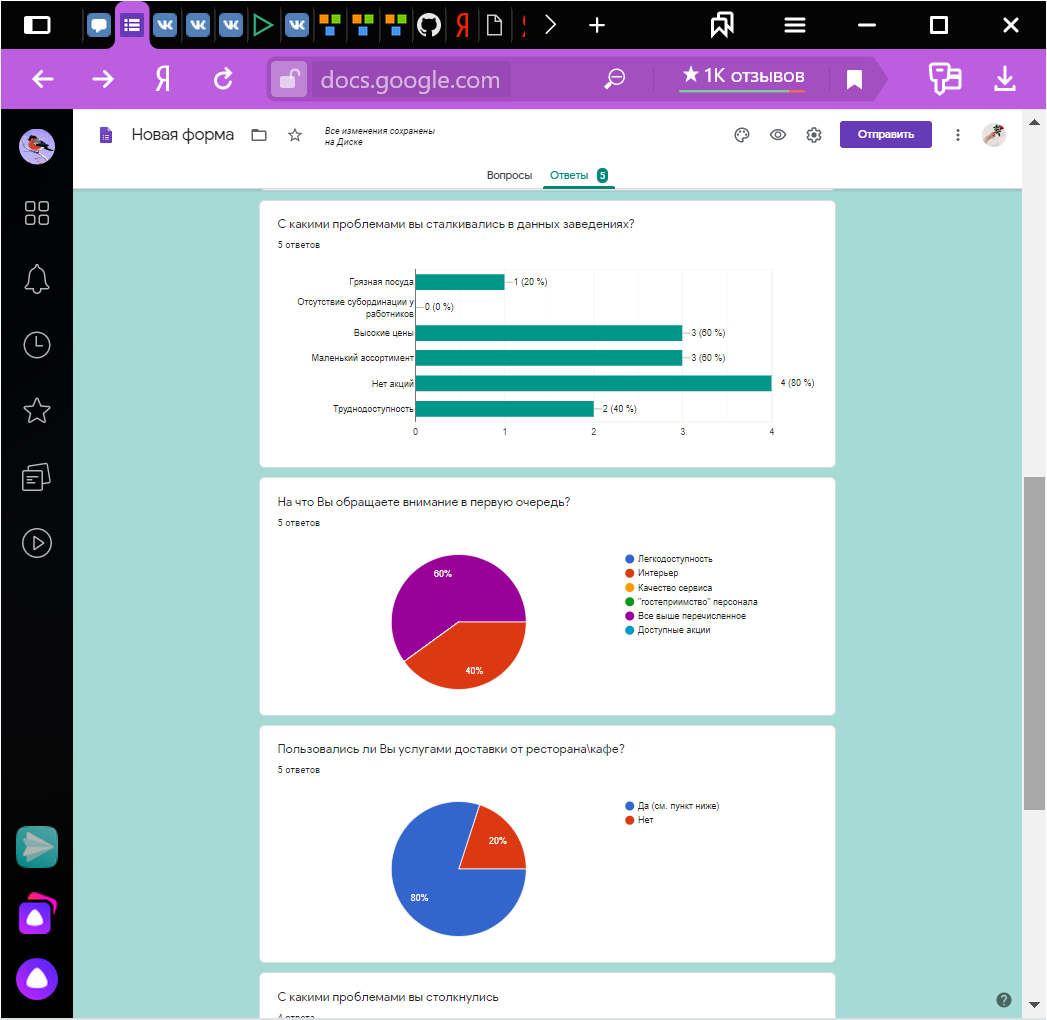 Я
docs.google.com
★ 1K отзывов
Новая форма
Все изменения сохранены
на Диске
Отправить
Вопросы
Ответы 5
С какими проблемами вы сталкивались в данных заведениях?
5 ответов
Грязная посуда
1 (20 %)
Отсутствие субординации у
работников
0 (0 %)
Высокие цены
3 (60 %)
Маленький ассортимент
3 (60 %)
Нет акций
4 (80 %)
Труднодоступность
2 (40 %)
0 1 2 3 4
На что Вы обращаете внимание в первую очередь?
5 ответов
60%
40%
Легкодоступность
Интерьер
Качество сервиса
"гостеприимство" персонала
Все выше перечисленное
Доступные акции
Пользовались ли Вы услугами доставки от ресторана\кафе?
5 ответов
20%
80%
Да (см. пункт ниже)
Нет
С какими проблемами вы столкнулись
4 ответа